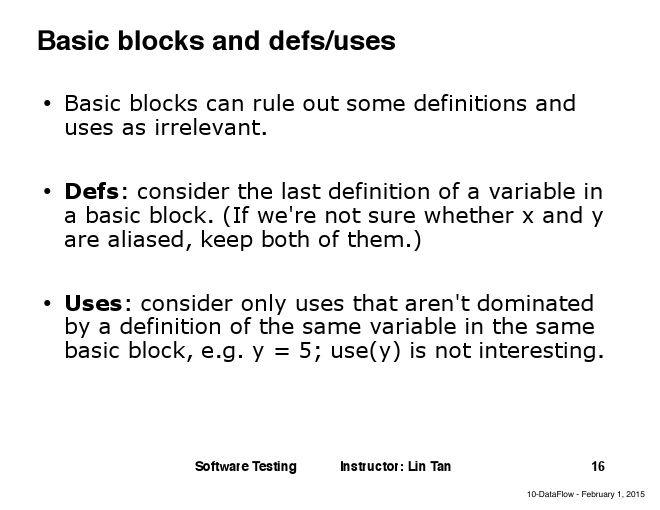 Basic blocks and defs/uses
• Basic blocks can rule out some definitions and
uses as irrelevant.
• Defs: consider the last definition of a variable in
a basic block. (If we're not sure whether x and y
are aliased, keep both of them.)
• Uses: consider only uses that aren't dominated
by a definition of the same variable in the same
basic block, e.g. y = 5; use(y) is not interesting.
Software Testing Instructor: Lin Tan 16
10-DataFlow - February 1, 2015